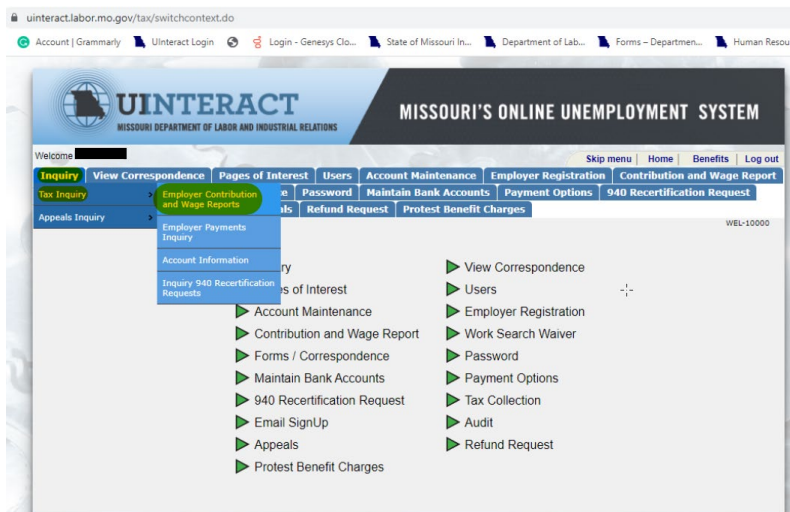 uinteract.labor.mo.gov/tax/switchcontext.do
Account | Grammarly UInteract Login Login - Genesys Clo... State of Missouri In... Department of Lab... Forms – Departmen... Human Resou
UINTERACT
MISSOURI DEPARTMENT OF LABOR AND INDUSTRIAL RELATIONS
MISSOURI'S ONLINE UNEMPLOYMENT SYSTEM
Welcome
Skip menu | Home | Benefits | Log out
Inquiry View Correspondence Pages of Interest Users Account Maintenance Employer Registration Contribution and Wage Report
Tax Inquiry > Employer Contribution and Wage Reports Password Maintain Bank Accounts Payment Options 940 Recertification Request
Appeals Inquiry > Refund Request Protest Benefit Charges
WEL-10000
Employer Payments
Inquiry
Account Information
Inquiry 940 Recertification
Requests
ry View Correspondence
s of Interest Users
Account Maintenance Employer Registration
Contribution and Wage Report Work Search Waiver
Forms / Correspondence Password
Maintain Bank Accounts Payment Options
940 Recertification Request Tax Collection
Email SignUp Audit
Appeals Refund Request
Protest Benefit Charges